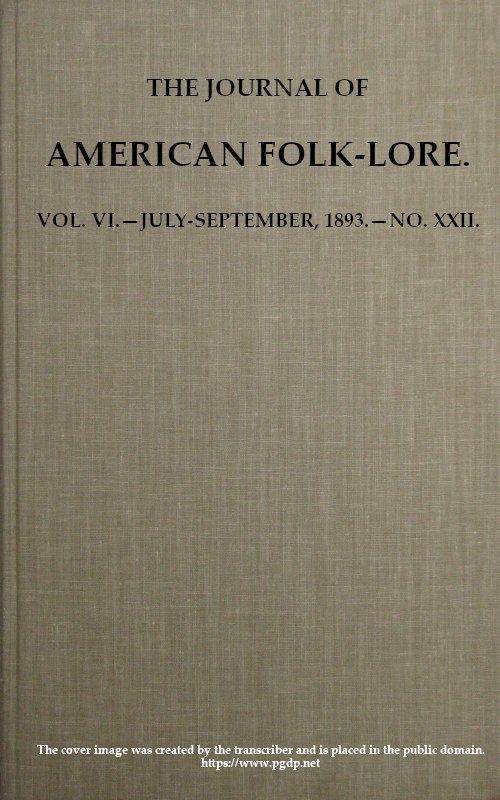 THE JOURNAL OF
AMERICAN FOLK-LORE.
VOL. VI.—JULY-SEPTEMBER, 1893.—NO. XXII.
The cover image was created by the transcriber and is placed in the public domain.
https://www.pgdp.net